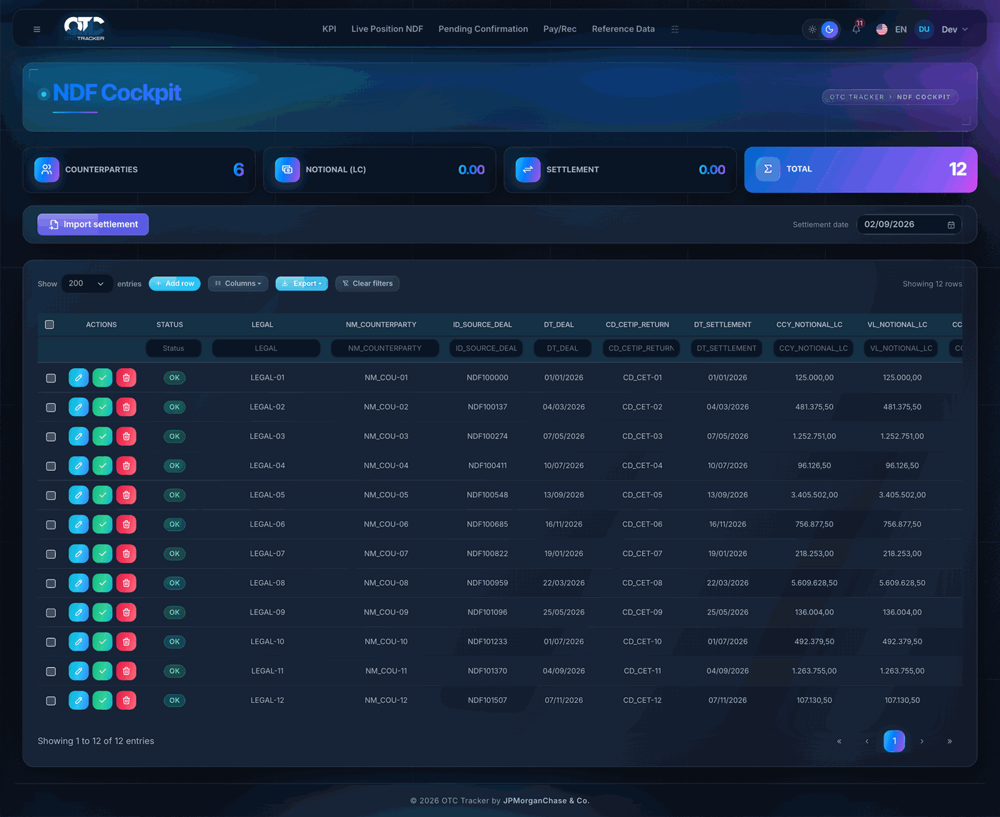 OTC TRACKER
KPI Live Position NDF Pending Confirmation Pay/Rec Reference Data
11
EN DU Dev
NDF Cockpit
OTC TRACKER › NDF COCKPIT
COUNTERPARTIES 6
NOTIONAL (LC) 0.00
SETTLEMENT 0.00
Σ TOTAL 12
Import settlement
Settlement date 02/09/2026
Show 200 entries + Add row Columns Export Clear filters
Showing 12 rows
ACTIONS STATUS LEGAL NM_COUNTERPARTY ID_SOURCE_DEAL DT_DEAL CD_CETIP_RETURN DT_SETTLEMENT CCY_NOTIONAL_LC VL_NOTIONAL_LC CC
Status LEGAL NM_COUNTERPARTY ID_SOURCE_DEAL DT_DEAL CD_CETIP_RETURN DT_SETTLEMENT CCY_NOTIONAL_LC VL_NOTIONAL_LC CC
OK LEGAL-01 NM_COU-01 NDF100000 01/01/2026 CD_CET-01 01/01/2026 125.000,00 125.000,00
OK LEGAL-02 NM_COU-02 NDF100137 04/03/2026 CD_CET-02 04/03/2026 481.375,50 481.375,50
OK LEGAL-03 NM_COU-03 NDF100274 07/05/2026 CD_CET-03 07/05/2026 1.252.751,00 1.252.751,00
OK LEGAL-04 NM_COU-04 NDF100411 10/07/2026 CD_CET-04 10/07/2026 96.126,50 96.126,50
OK LEGAL-05 NM_COU-05 NDF100548 13/09/2026 CD_CET-05 13/09/2026 3.405.502,00 3.405.502,00
OK LEGAL-06 NM_COU-06 NDF100685 16/11/2026 CD_CET-06 16/11/2026 756.877,50 756.877,50
OK LEGAL-07 NM_COU-07 NDF100822 19/01/2026 CD_CET-07 19/01/2026 218.253,00 218.253,00
OK LEGAL-08 NM_COU-08 NDF100959 22/03/2026 CD_CET-08 22/03/2026 5.609.628,50 5.609.628,50
OK LEGAL-09 NM_COU-09 NDF101096 25/05/2026 CD_CET-09 25/05/2026 136.004,00 136.004,00
OK LEGAL-10 NM_COU-10 NDF101233 01/07/2026 CD_CET-10 01/07/2026 492.379,50 492.379,50
OK LEGAL-11 NM_COU-11 NDF101370 04/09/2026 CD_CET-11 04/09/2026 1.263.755,00 1.263.755,00
OK LEGAL-12 NM_COU-12 NDF101507 07/11/2026 CD_CET-12 07/11/2026 107.130,50 107.130,50
Showing 1 to 12 of 12 entries
« ‹ 1 › »
© 2026 OTC Tracker by JPMorganChase & Co.